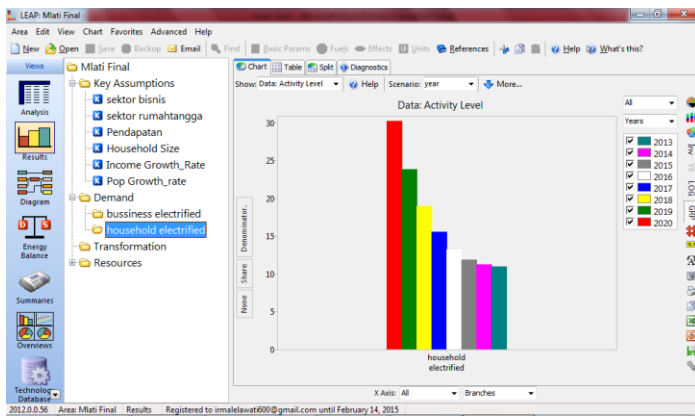 LEAP: Mlati Final
Area Edit View Chart Favorites Advanced Help
New Open Save Backup Email Find Basic Params Fuels Effects Units References Help What's this?
Views
Analysis
Results
Diagram
Energy
Balance
Summaries
Overviews
Technology
Database
Mlati Final
Key Assumptions
sektor bisnis
sektor rumahtangga
Pendapatan
Household Size
Income Growth_Rate
Pop Growth_rate
Demand
bussiness electrified
household electrified
Transformation
Resources
Chart Table Split Diagnostics
Show: Data: Activity Level Help Scenario: year More...
Data: Activity Level
All
Years
2013
2014
2015
2016
2017
2018
2019
2020
30
25
20
15
10
5
0
Denominator.
Share
None
household
electrified
X Axis: All Branches
Inv
LOG
GRP
2012.0.0.56 Area: Mlati Final Results Registered to irmalelawati600@gmail.com until February 14, 2015